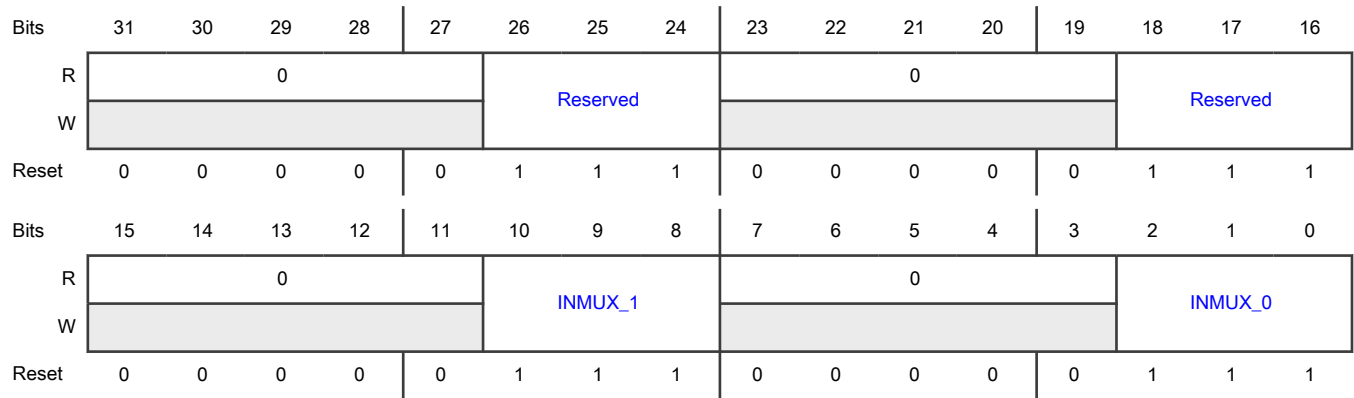 Bits 31 30 29 28 27 26 25 24 23 22 21 20 19 18 17 16
R 0 Reserved 0 Reserved
W
Reset 0 0 0 0 0 1 1 1 0 0 0 0 0 1 1 1
Bits 15 14 13 12 11 10 9 8 7 6 5 4 3 2 1 0
R 0 INMUX_1 0 INMUX_0
W
Reset 0 0 0 0 0 1 1 1 0 0 0 0 0 1 1 1